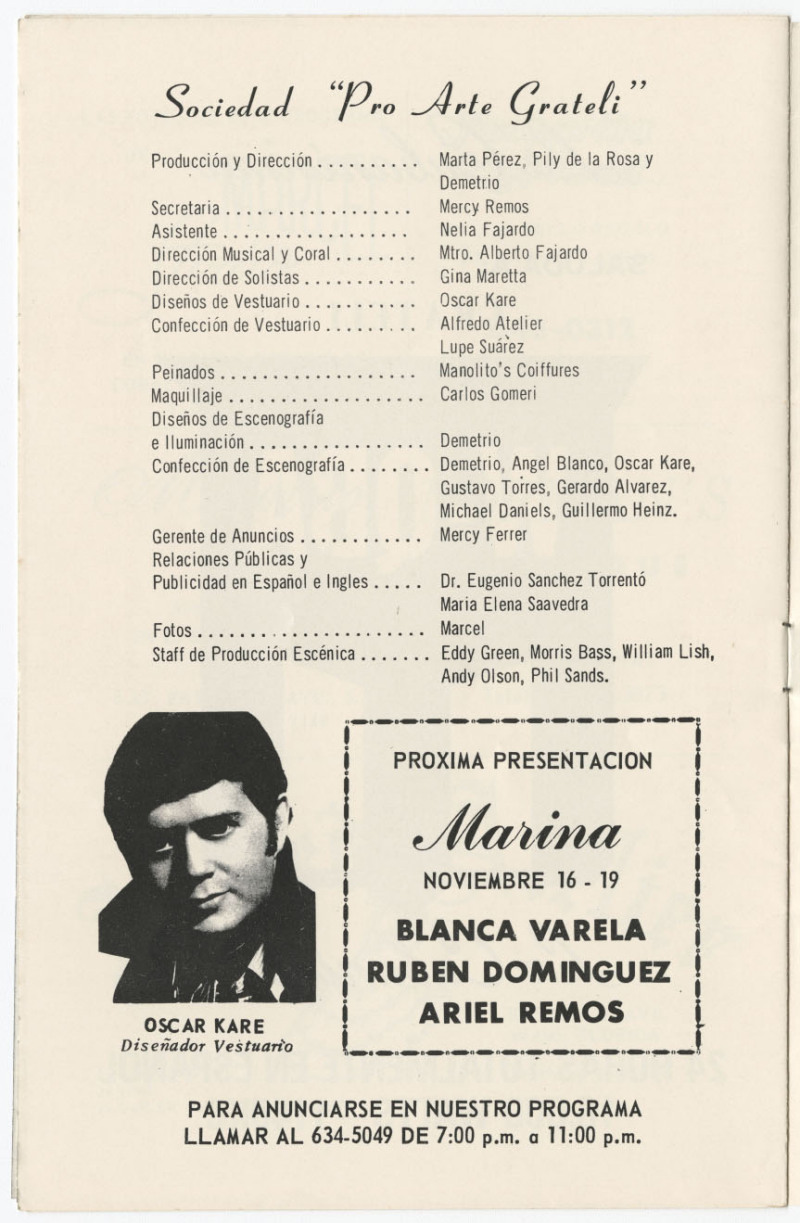 Sociedad "Pro Arte Grateli"
Producción y Dirección . . . . . . . . . . Marta Pérez, Pily de la Rosa y
Demetrio
Secretaria . . . . . . . . . . . . . . . . . . Mercy Remos
Asistente . . . . . . . . . . . . . . . . . . Nelia Fajardo
Dirección Musical y Coral . . . . . . . . Mtro. Alberto Fajardo
Dirección de Solistas . . . . . . . . . . . Gina Maretta
Diseños de Vestuario . . . . . . . . . . . Oscar Kare
Confección de Vestuario . . . . . . . . . Alfredo Atelier
Lupe Suárez
Peinados . . . . . . . . . . . . . . . . . . . Manolito's Coiffures
Maquillaje . . . . . . . . . . . . . . . . . . . Carlos Gomeri
Diseños de Escenografía
e Iluminación . . . . . . . . . . . . . . . . . Demetrio
Confección de Escenografía . . . . . . . . Demetrio, Angel Blanco, Oscar Kare,
Gustavo Torres, Gerardo Alvarez,
Michael Daniels, Guillermo Heinz.
Gerente de Anuncios . . . . . . . . . . . . Mercy Ferrer
Relaciones Públicas y
Publicidad en Español e Ingles . . . . . Dr. Eugenio Sanchez Torrentó
Maria Elena Saavedra
Fotos . . . . . . . . . . . . . . . . . . . . . . Marcel
Staff de Producción Escénica . . . . . . . Eddy Green, Morris Bass, William Lish,
Andy Olson, Phil Sands.
OSCAR KARE
Diseñador Vestuario
PROXIMA PRESENTACION
Marina
NOVIEMBRE 16 - 19
BLANCA VARELA
RUBEN DOMINGUEZ
ARIEL REMOS
PARA ANUNCIARSE EN NUESTRO PROGRAMA
LLAMAR AL 634-5049 DE 7:00 p.m. a 11:00 p.m.